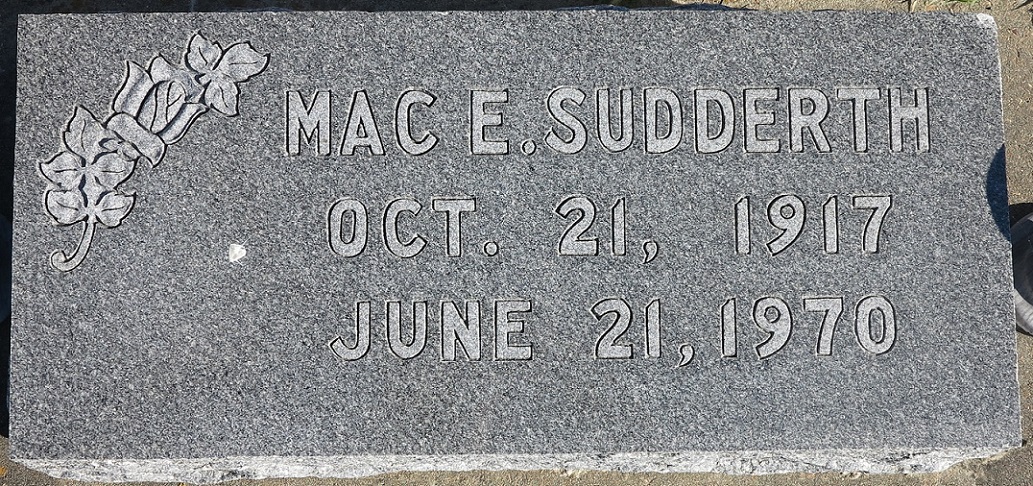 MAC E. SUDDERTH
OCT. 21, 1917
JUNE 21, 1970